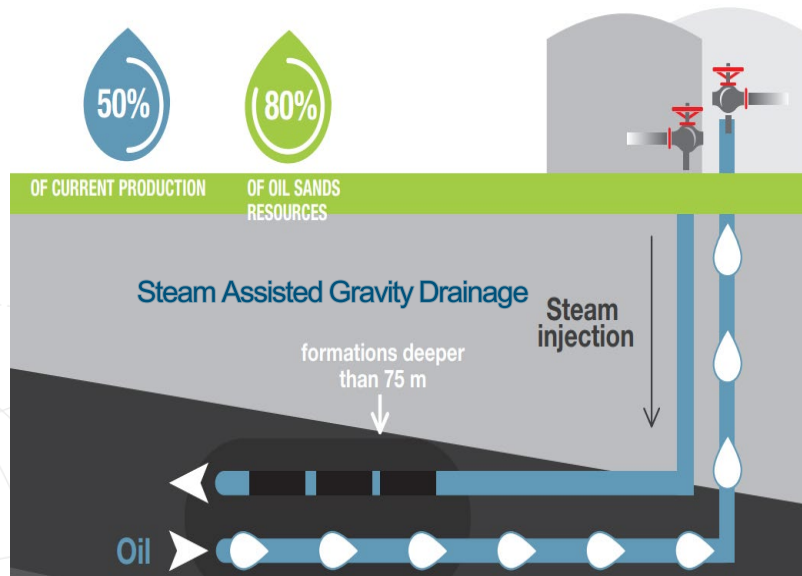 50%
80%
OF CURRENT PRODUCTION
OF OIL SANDS
RESOURCES
Steam Assisted Gravity Drainage
Steam
injection
formations deeper
than 75 m
Oil